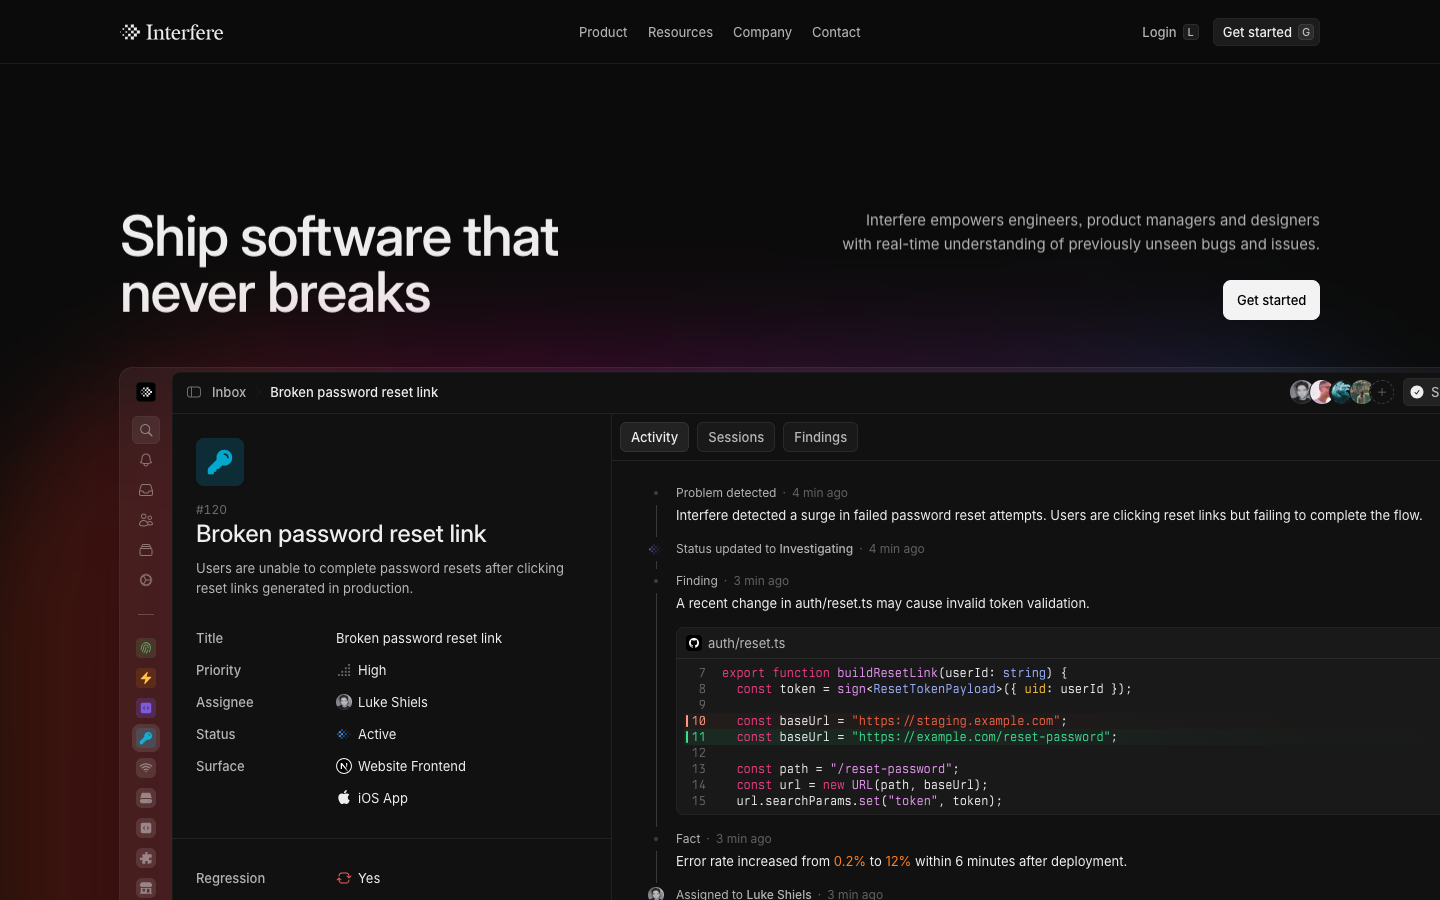 Interfere
Product
Resources
Company
Contact
Login L
Get started G
Ship software that
never breaks
Interfere empowers engineers, product managers and designers
with real-time understanding of previously unseen bugs and issues.
Get started
Inbox
Broken password reset link
S
#120
Broken password reset link
Users are unable to complete password resets after clicking
reset links generated in production.
Title Broken password reset link
Priority High
Assignee Luke Shiels
Status Active
Surface Website Frontend
iOS App
Regression Yes
Activity
Sessions
Findings
Problem detected · 4 min ago
Interfere detected a surge in failed password reset attempts. Users are clicking reset links but failing to complete the flow.
Status updated to Investigating · 4 min ago
Finding · 3 min ago
A recent change in auth/reset.ts may cause invalid token validation.
auth/reset.ts
7 export function buildResetLink(userId: string) {
8 const token = sign<ResetTokenPayload>({ uid: userId });
9
10 const baseUrl = "https://staging.example.com";
11 const baseUrl = "https://example.com/reset-password";
12
13 const path = "/reset-password";
14 const url = new URL(path, baseUrl);
15 url.searchParams.set("token", token);
Fact · 3 min ago
Error rate increased from 0.2% to 12% within 6 minutes after deployment.
Assigned to Luke Shiels · 3 min ago